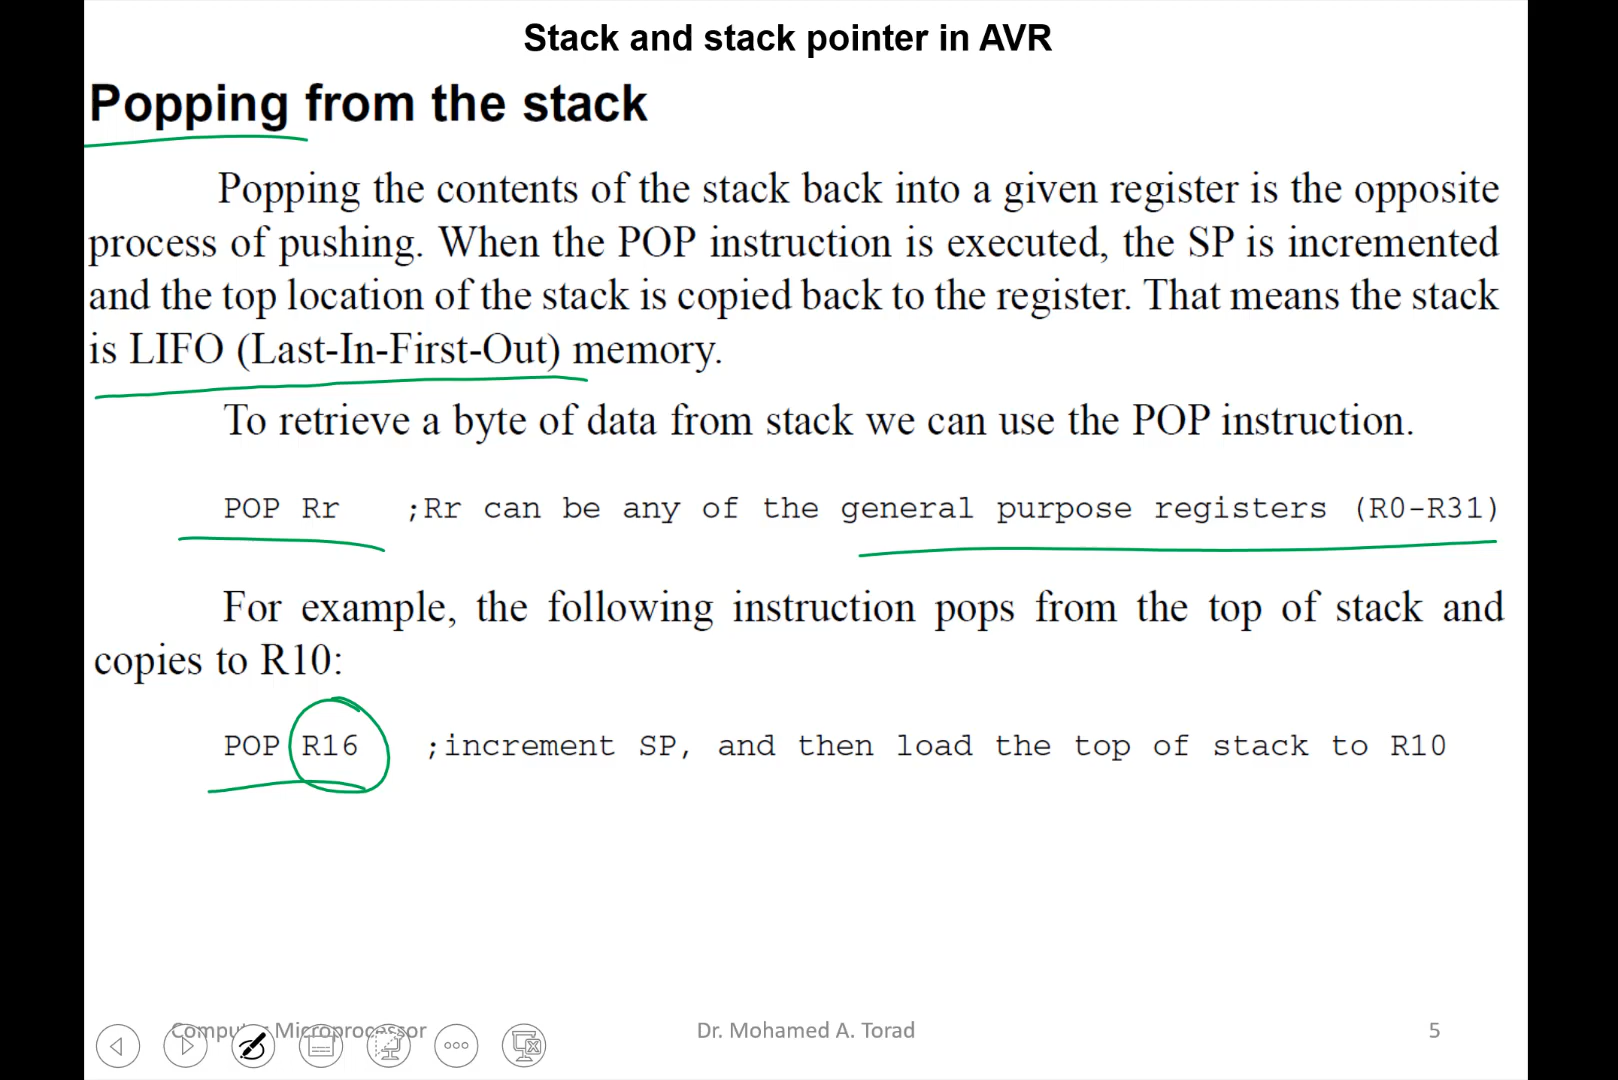 Stack and stack pointer in AVR
Popping from the stack
Popping the contents of the stack back into a given register is the opposite
process of pushing. When the POP instruction is executed, the SP is incremented
and the top location of the stack is copied back to the register. That means the stack
is LIFO (Last-In-First-Out) memory.
To retrieve a byte of data from stack we can use the POP instruction.
POP Rr ;Rr can be any of the general purpose registers (R0-R31)
For example, the following instruction pops from the top of stack and
copies to R10:
POP R16 ;increment SP, and then load the top of stack to R10
Computer Microprocessor Dr. Mohamed A. Torad 5